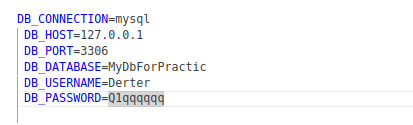 DB_CONNECTION=mysql
DB_HOST=127.0.0.1
DB_PORT=3306
DB_DATABASE=MyDbForPractic
DB_USERNAME=Derter
DB_PASSWORD=Q1qqqqqq